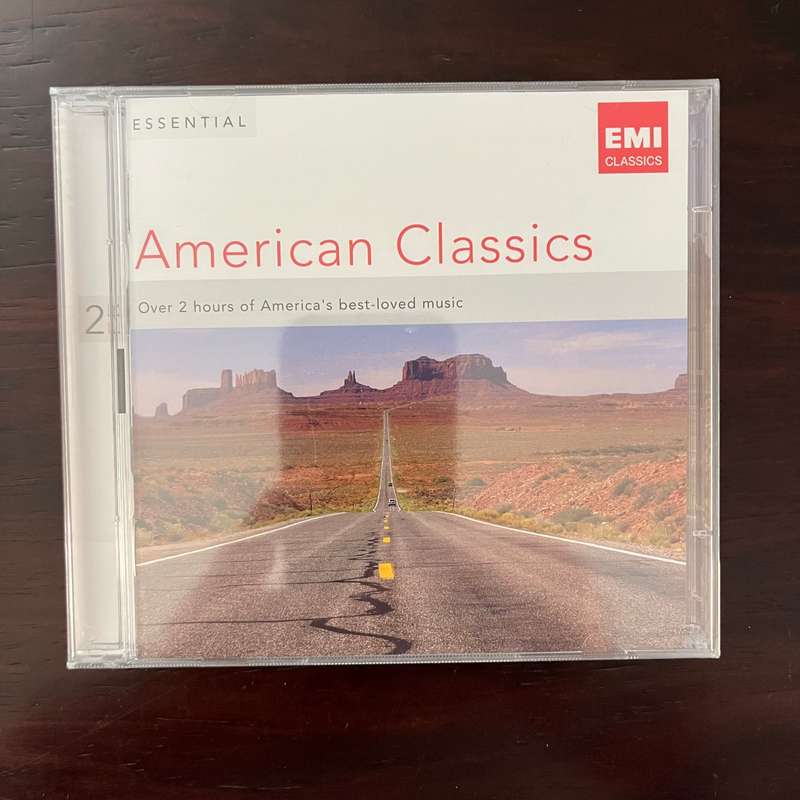 ESSENTIAL
EMI
CLASSICS
American Classics
Over 2 hours of America's best-loved music
2